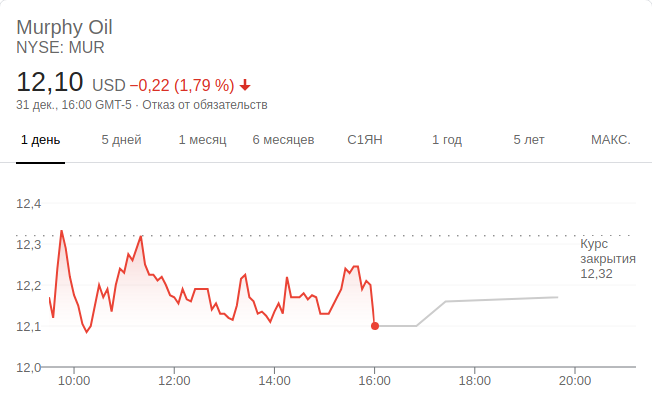 Murphy Oil
NYSE: MUR
12,10 USD −0,22 (1,79 %)
31 дек., 16:00 GMT-5 · Отказ от обязательств
1 день 5 дней 1 месяц 6 месяцев С1ЯН 1 год 5 лет МАКС.
12,4
12,3
12,2
12,1
12,0
Курс
закрытия
12,32
10:00 12:00 14:00 16:00 18:00 20:00